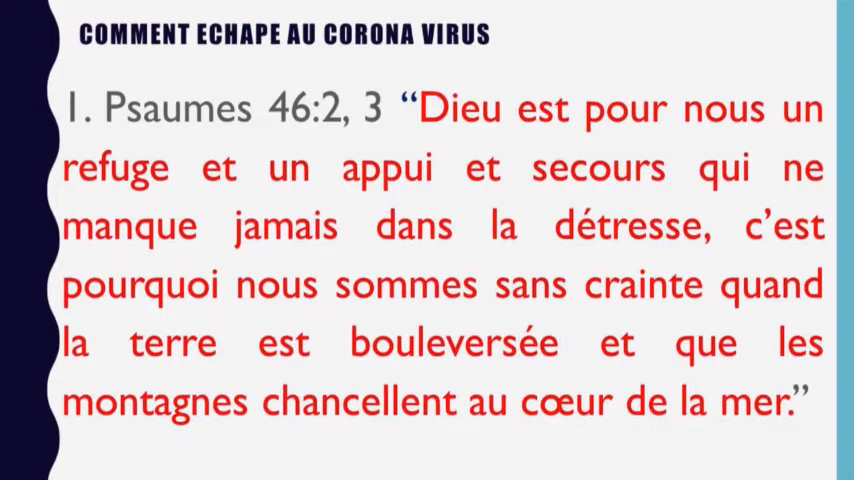 COMMENT ECHAPE AU CORONA VIRUS
1. Psaumes 46:2, 3 “Dieu est pour nous un
refuge et un appui et secours qui ne
manque jamais dans la détresse, c’est
pourquoi nous sommes sans crainte quand
la terre est bouleversée et que les
montagnes chancellent au cœur de la mer.”